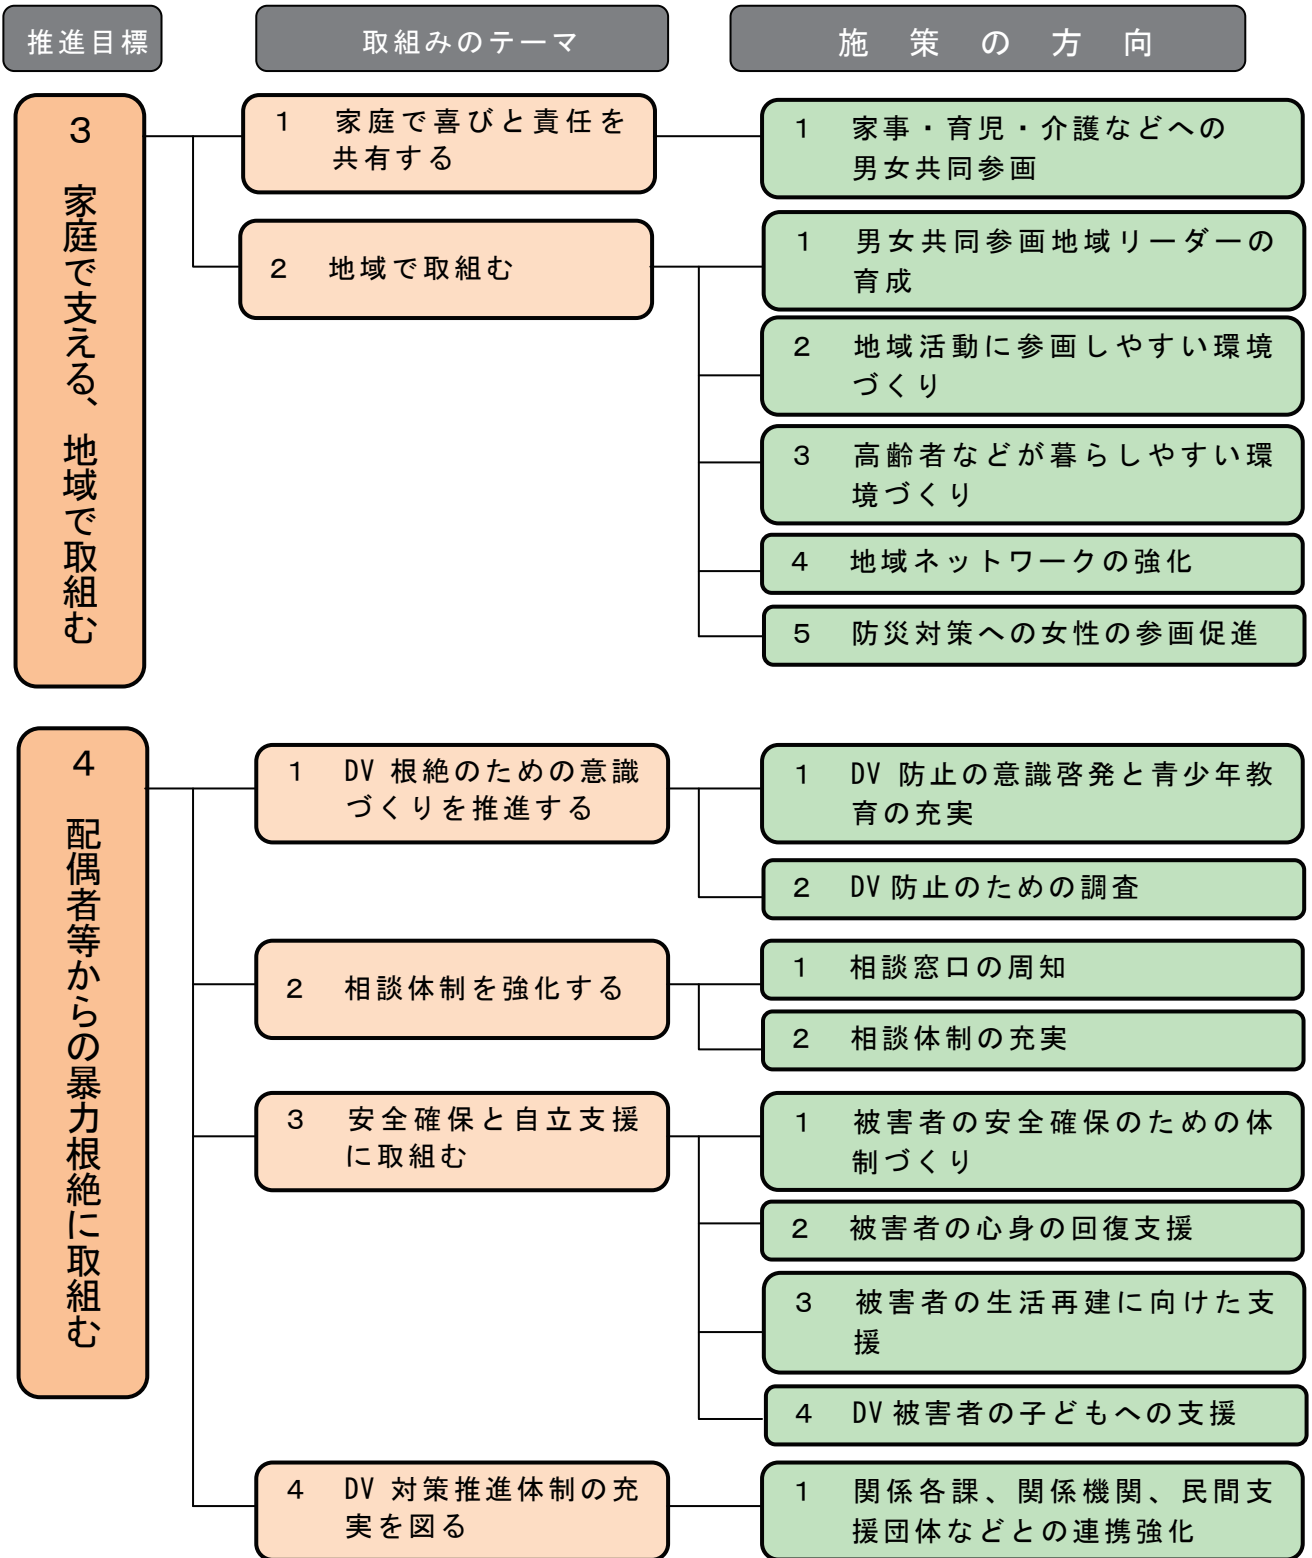 推進目標
取組みのテーマ
施策の方向
3 家庭で支える、地域で取組む
1 家庭で喜びと責任を
共有する
1 家事・育児・介護などへの
男女共同参画
2 地域で取組む
1 男女共同参画地域リーダーの
育成
2 地域活動に参画しやすい環境
づくり
3 高齢者などが暮らしやすい環
境づくり
4 地域ネットワークの強化
5 防災対策への女性の参画促進
4 配偶者等からの暴力根絶に取組む
1 DV 根絶のための意識
づくりを推進する
1 DV 防止の意識啓発と青少年教
育の充実
2 DV 防止のための調査
2 相談体制を強化する
1 相談窓口の周知
2 相談体制の充実
3 安全確保と自立支援
に取組む
1 被害者の安全確保のための体
制づくり
2 被害者の心身の回復支援
3 被害者の生活再建に向けた支
援
4 DV 被害者の子どもへの支援
4 DV 対策推進体制の充
実を図る
1 関係各課、関係機関、民間支
援団体などとの連携強化